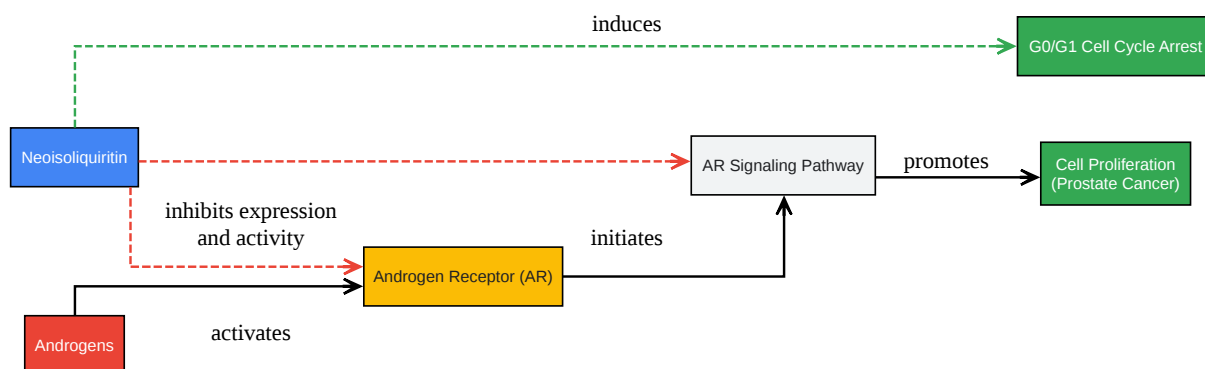 induces
G0/G1 Cell Cycle Arrest
Neoisoliquiritin
AR Signaling Pathway
promotes
Cell Proliferation
(Prostate Cancer)
inhibits expression
and activity
initiates
Androgen Receptor (AR)
activates
Androgens